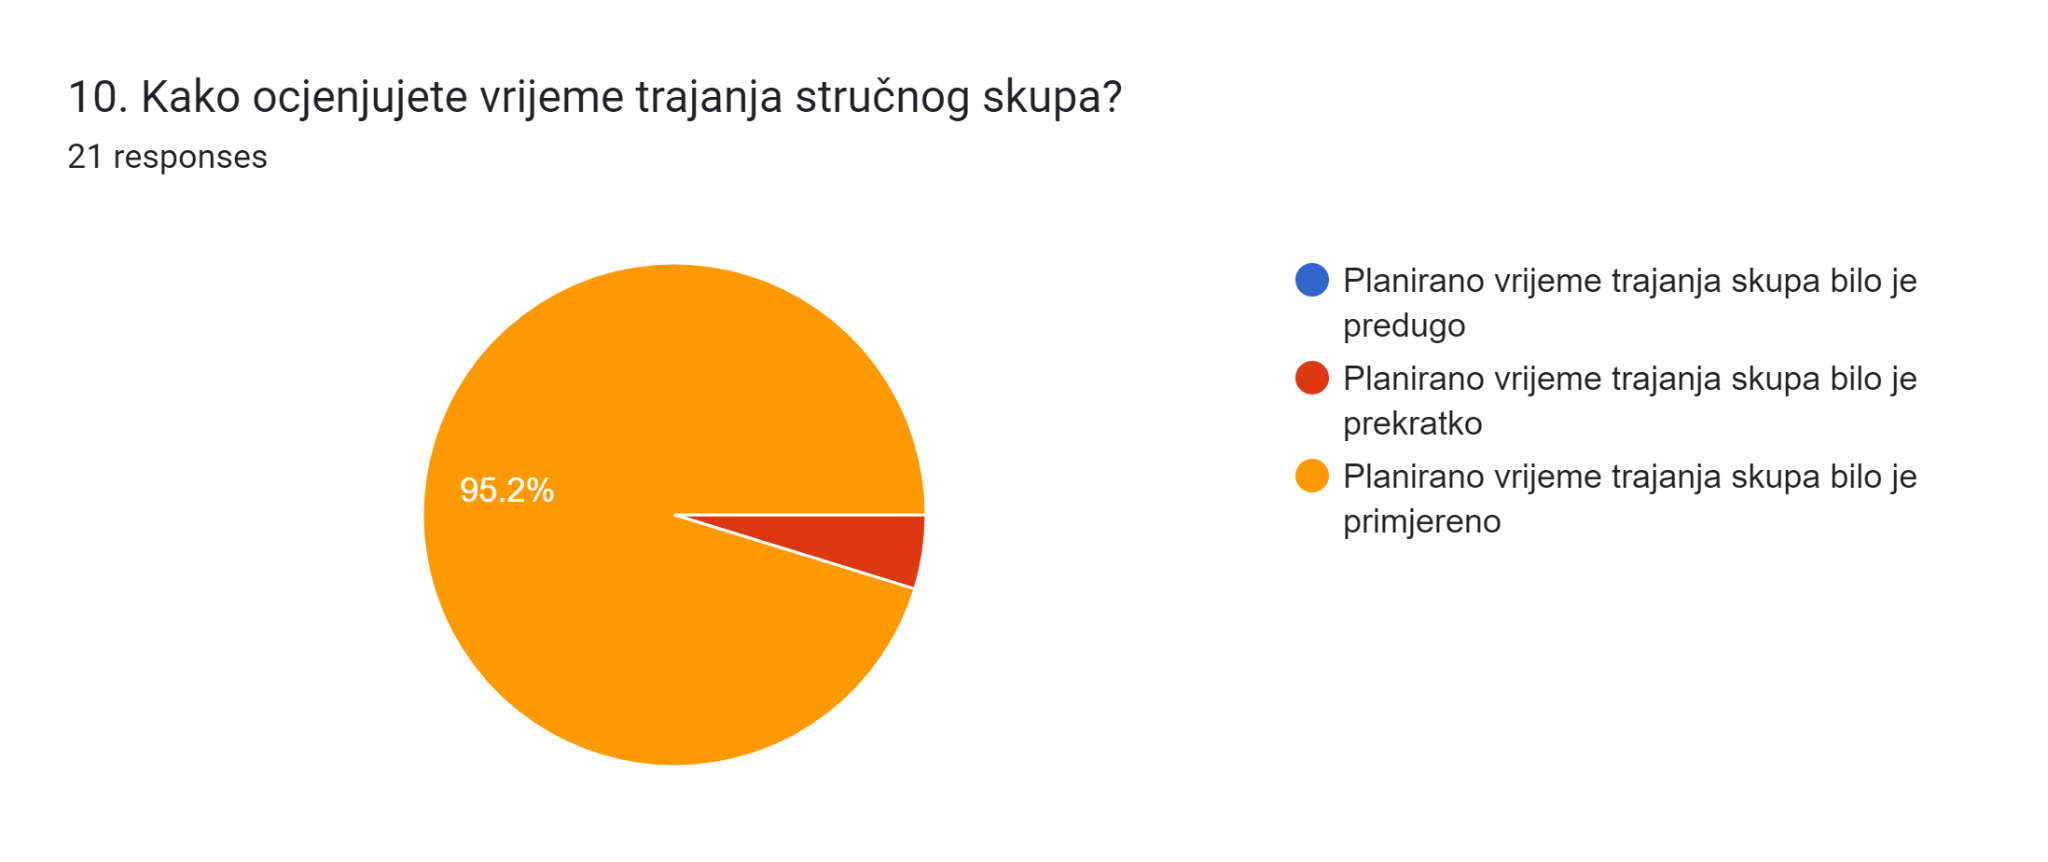 10. Kako ocjenjujete vrijeme trajanja stručnog skupa?
21 responses
95.2%
Planirano vrijeme trajanja skupa bilo je
predugo
Planirano vrijeme trajanja skupa bilo je
prekratko
Planirano vrijeme trajanja skupa bilo je
primjereno